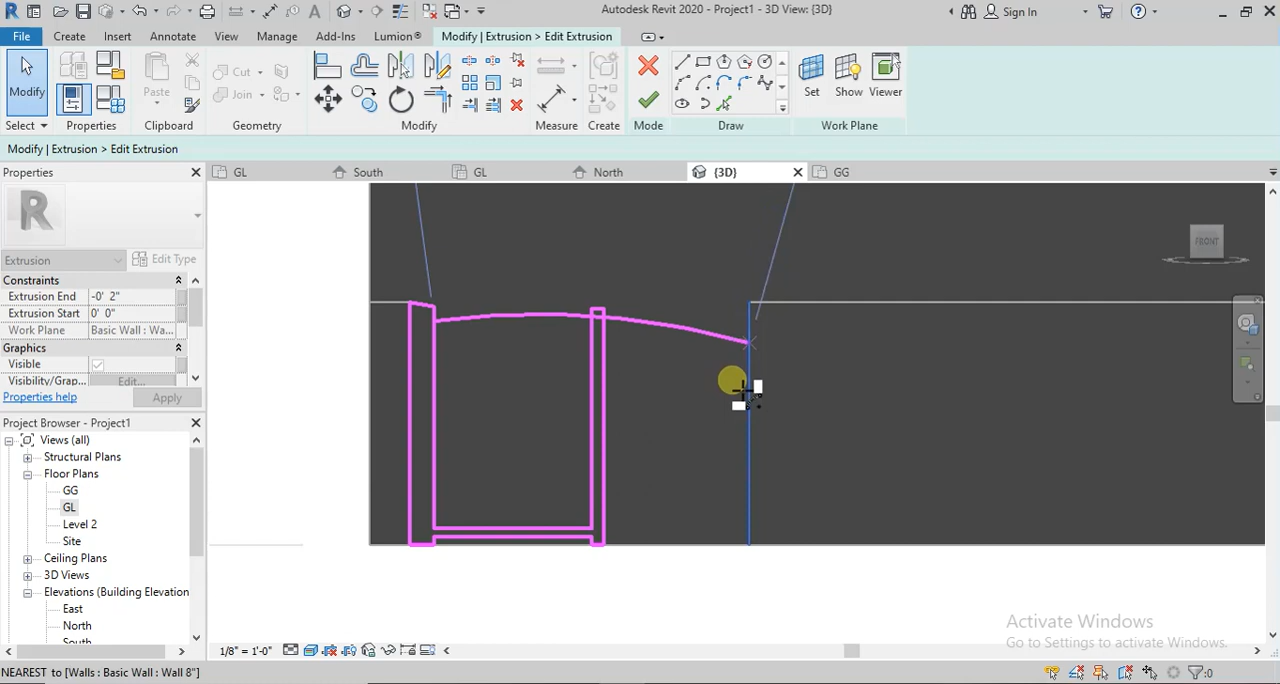 Autodesk Revit 2020 - Project1 - 3D View: {3D}
Sign In
File Create Insert Annotate View Manage Add-Ins Lumion® Modify | Extrusion > Edit Extrusion
Modify Paste Cut Join Set Show Viewer
Select Properties Clipboard Geometry Modify Measure Create Mode Draw Work Plane
Modify | Extrusion > Edit Extrusion
Properties
GL South GL North {3D} GG
FRONT
Extrusion Edit Type
Constraints
Extrusion End -0' 2"
Extrusion Start 0' 0"
Work Plane Basic Wall : Wa...
Graphics
Visible
Visibility/Grap... Edit...
Properties help Apply
Project Browser - Project1
Views (all)
Structural Plans
Floor Plans
GG
GL
Level 2
Site
Ceiling Plans
3D Views
Elevations (Building Elevation
East
North
South
Activate Windows
Go to Settings to activate Windows.
1/8" = 1'-0"
NEAREST to [Walls : Basic Wall : Wall 8"]
:0